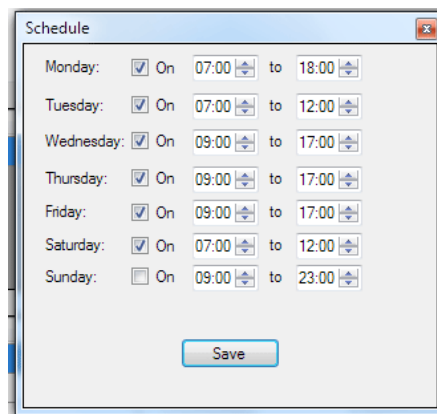 Schedule
Monday: On 07:00 to 18:00
Tuesday: On 07:00 to 12:00
Wednesday: On 09:00 to 17:00
Thursday: On 09:00 to 17:00
Friday: On 09:00 to 17:00
Saturday: On 07:00 to 12:00
Sunday: On 09:00 to 23:00
Save